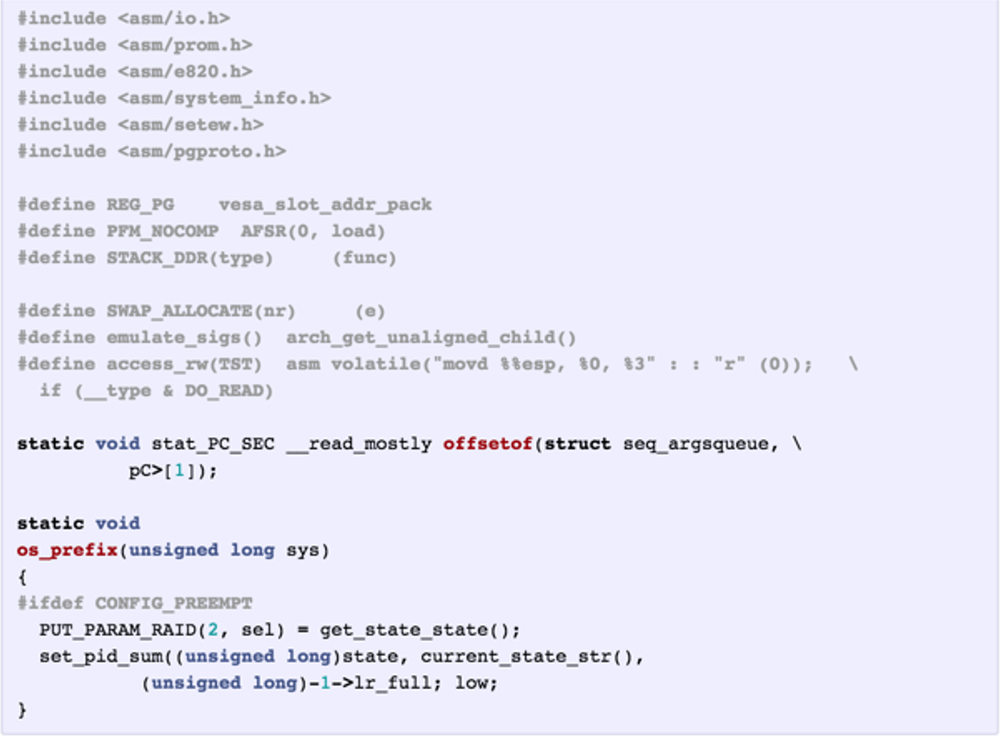 #include <asm/io.h>
#include <asm/prom.h>
#include <asm/e820.h>
#include <asm/system_info.h>
#include <asm/setew.h>
#include <asm/pgproto.h>

#define REG_PG    vesa_slot_addr_pack
#define PFM_NOCOMP  AFSR(0, load)
#define STACK_DDR(type)     (func)

#define SWAP_ALLOCATE(nr)     (e)
#define emulate_sigs()  arch_get_unaligned_child()
#define access_rw(TST)  asm volatile("movd %%esp, %0, %3" : : "r" (0));   \
  if (__type & DO_READ)

static void stat_PC_SEC __read_mostly offsetof(struct seq_argsqueue, \
          pC>[1]);

static void
os_prefix(unsigned long sys)
{
#ifdef CONFIG_PREEMPT
  PUT_PARAM_RAID(2, sel) = get_state_state();
  set_pid_sum((unsigned long)state, current_state_str(),
           (unsigned long)-1->lr_full; low;
}